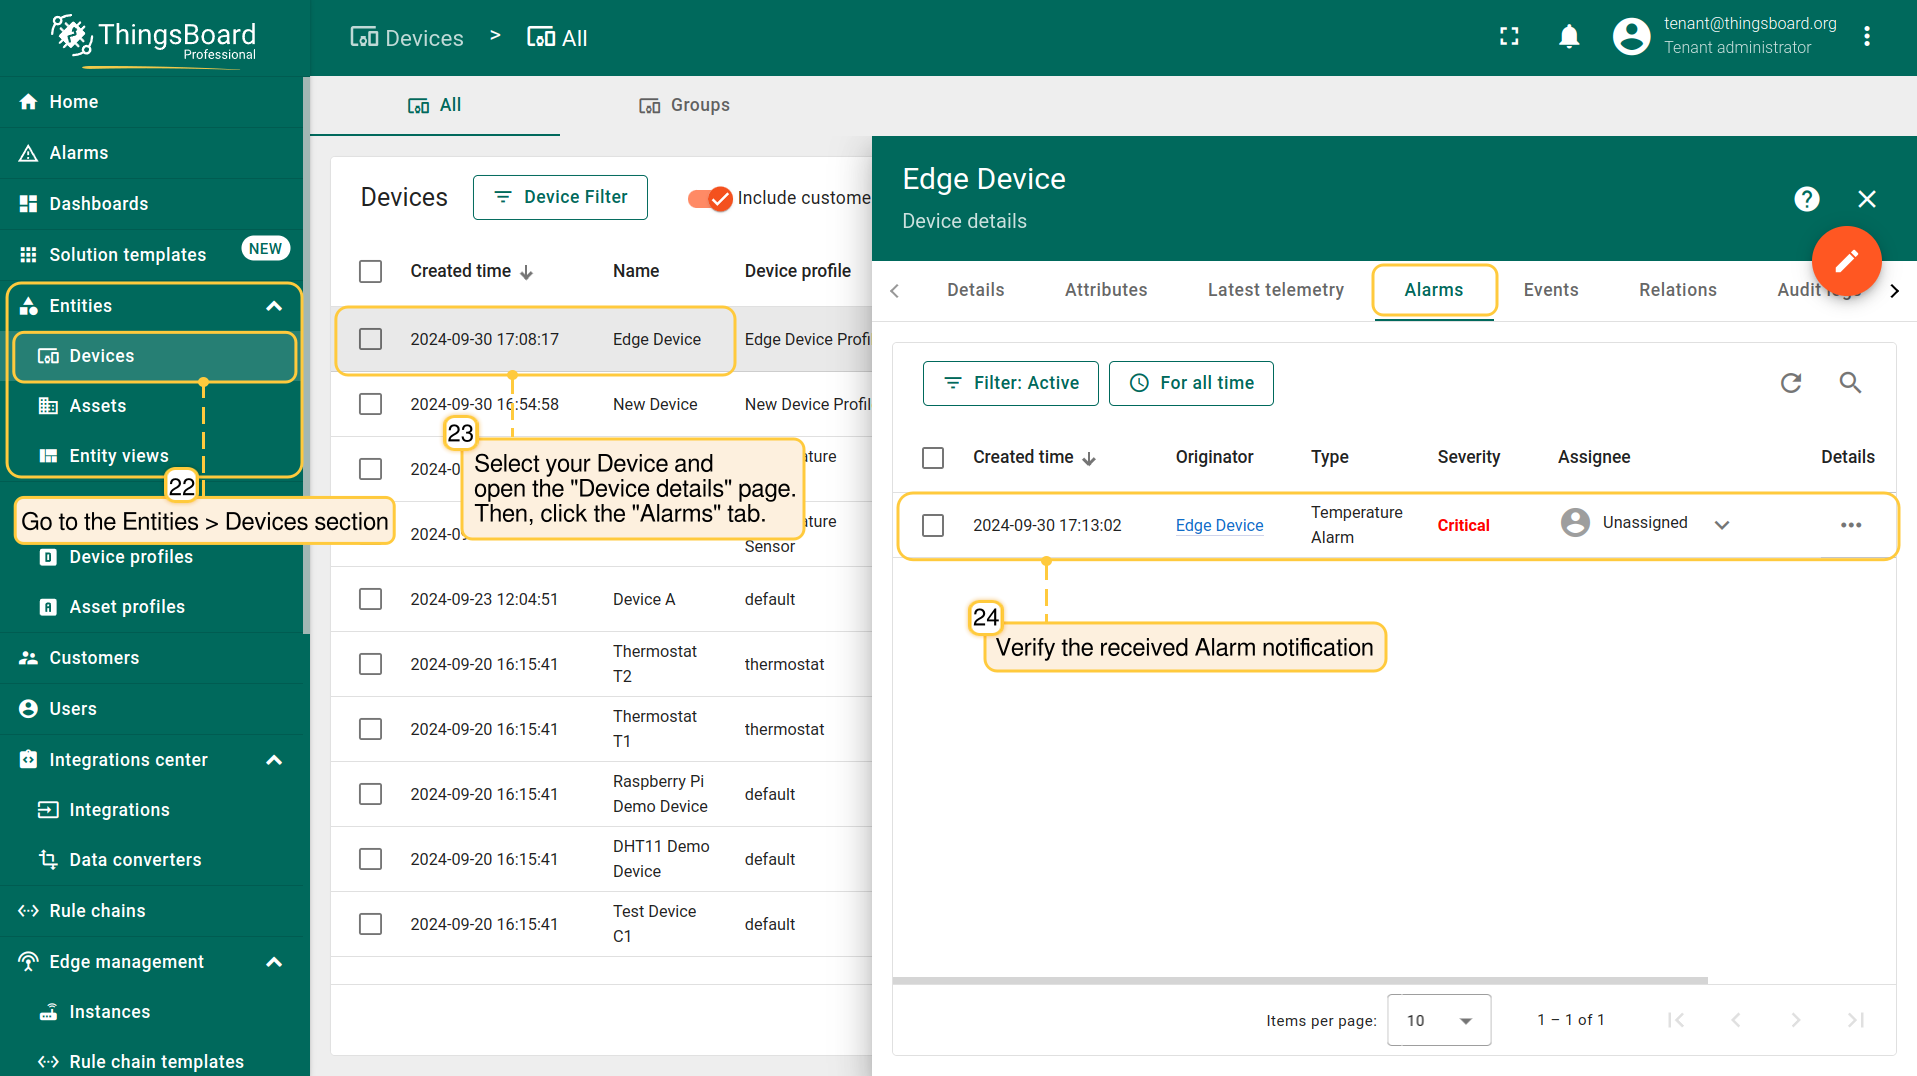 ThingsBoard
Professional
Devices > All
tenant@thingsboard.org
Tenant administrator
Home
Alarms
Dashboards
Solution templates NEW
Entities
Devices
Assets
Entity views
22
Go to the Entities > Devices section
Device profiles
Asset profiles
Customers
Users
Integrations center
Integrations
Data converters
Rule chains
Edge management
Instances
Rule chain templates
All Groups
Devices Device Filter Include custome
Created time Name Device profile
2024-09-30 17:08:17 Edge Device Edge Device Profi
2024-09-30 16:54:58 New Device New Device Profil
23
Select your Device and
open the "Device details" page.
Then, click the "Alarms" tab.
2024-0
ature
2024-09
ature
Sensor
2024-09-23 12:04:51 Device A default
2024-09-20 16:15:41 Thermostat T2 thermostat
2024-09-20 16:15:41 Thermostat T1 thermostat
2024-09-20 16:15:41 Raspberry Pi Demo Device default
2024-09-20 16:15:41 DHT11 Demo Device default
2024-09-20 16:15:41 Test Device C1 default
Edge Device
Device details
Details Attributes Latest telemetry Alarms Events Relations Audit logs
Filter: Active For all time
Created time Originator Type Severity Assignee Details
2024-09-30 17:13:02 Edge Device Temperature Alarm Critical Unassigned
24
Verify the received Alarm notification
Items per page: 10 1 – 1 of 1